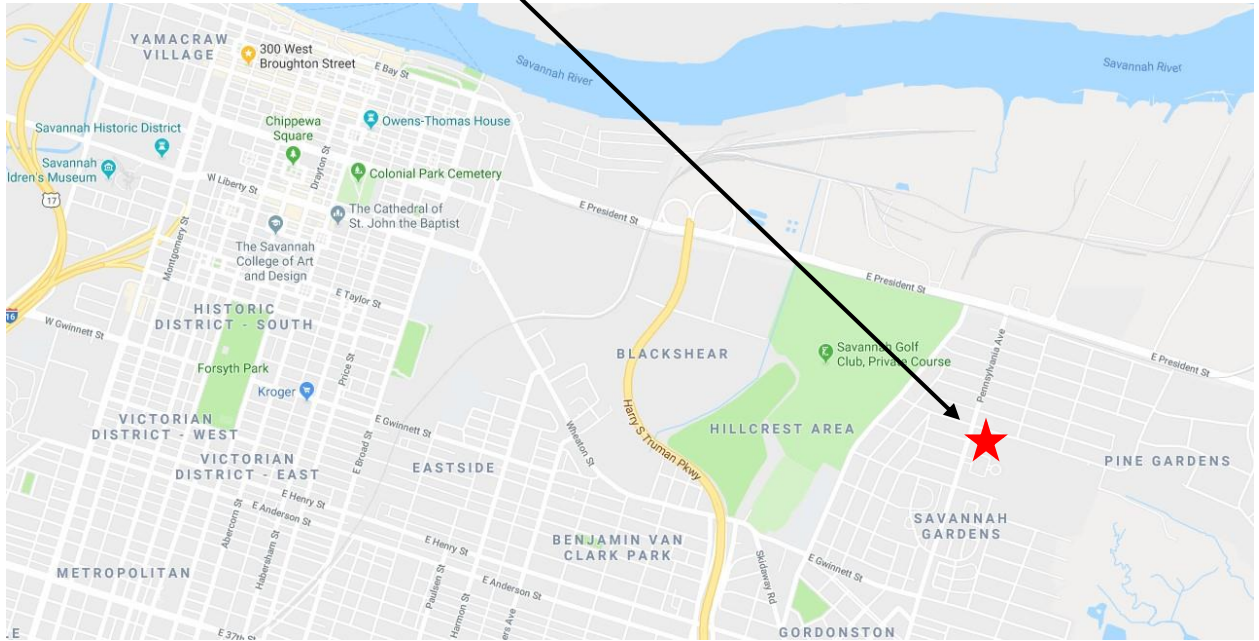 YAMACRAW
VILLAGE
300 West
Broughton Street
E Bay St
Savannah River
Savannah River
Savannah Historic District
Chippewa
Square
Drayton St
Owens-Thomas House
Savannah
ldren's Museum
Colonial Park Cemetery
W Liberty St
17
The Cathedral of
St. John the Baptist
E President St
Montgomery St
The Savannah
College of Art
and Design
E President St
E Taylor St
16
HISTORIC
DISTRICT - SOUTH
W Gwinnett St
Forsyth Park
Price St
BLACKSHEAR
Savannah Golf
Club, Private Course
Pennsylvania Ave
E President St
Kroger
Harry S Truman Pkwy
VICTORIAN
DISTRICT - WEST
E Gwinnett St
Wheaton St
HILLCREST AREA
VICTORIAN
DISTRICT - EAST
E Broad St
EASTSIDE
PINE GARDENS
E Henry St
E Anderson St
Abercorn St
Habersham St
SAVANNAH
GARDENS
E Henry St
BENJAMIN VAN
CLARK PARK
Skidaway Rd
E Gwinnett St
METROPOLITAN
Paulsen St
Harmon St
E Anderson St
ers Ave
LE
E 37th St
GORDONSTON